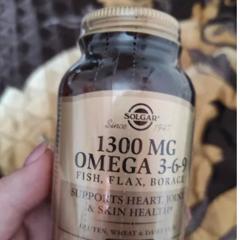 SOLGAR
Since 1947
1300 MG
OMEGA 3-6-9
FISH, FLAX, BORAGE
SUPPORTS HEART, JOINT
& SKIN HEALTH*
GLUTEN, WHEAT & DAIRY FREE